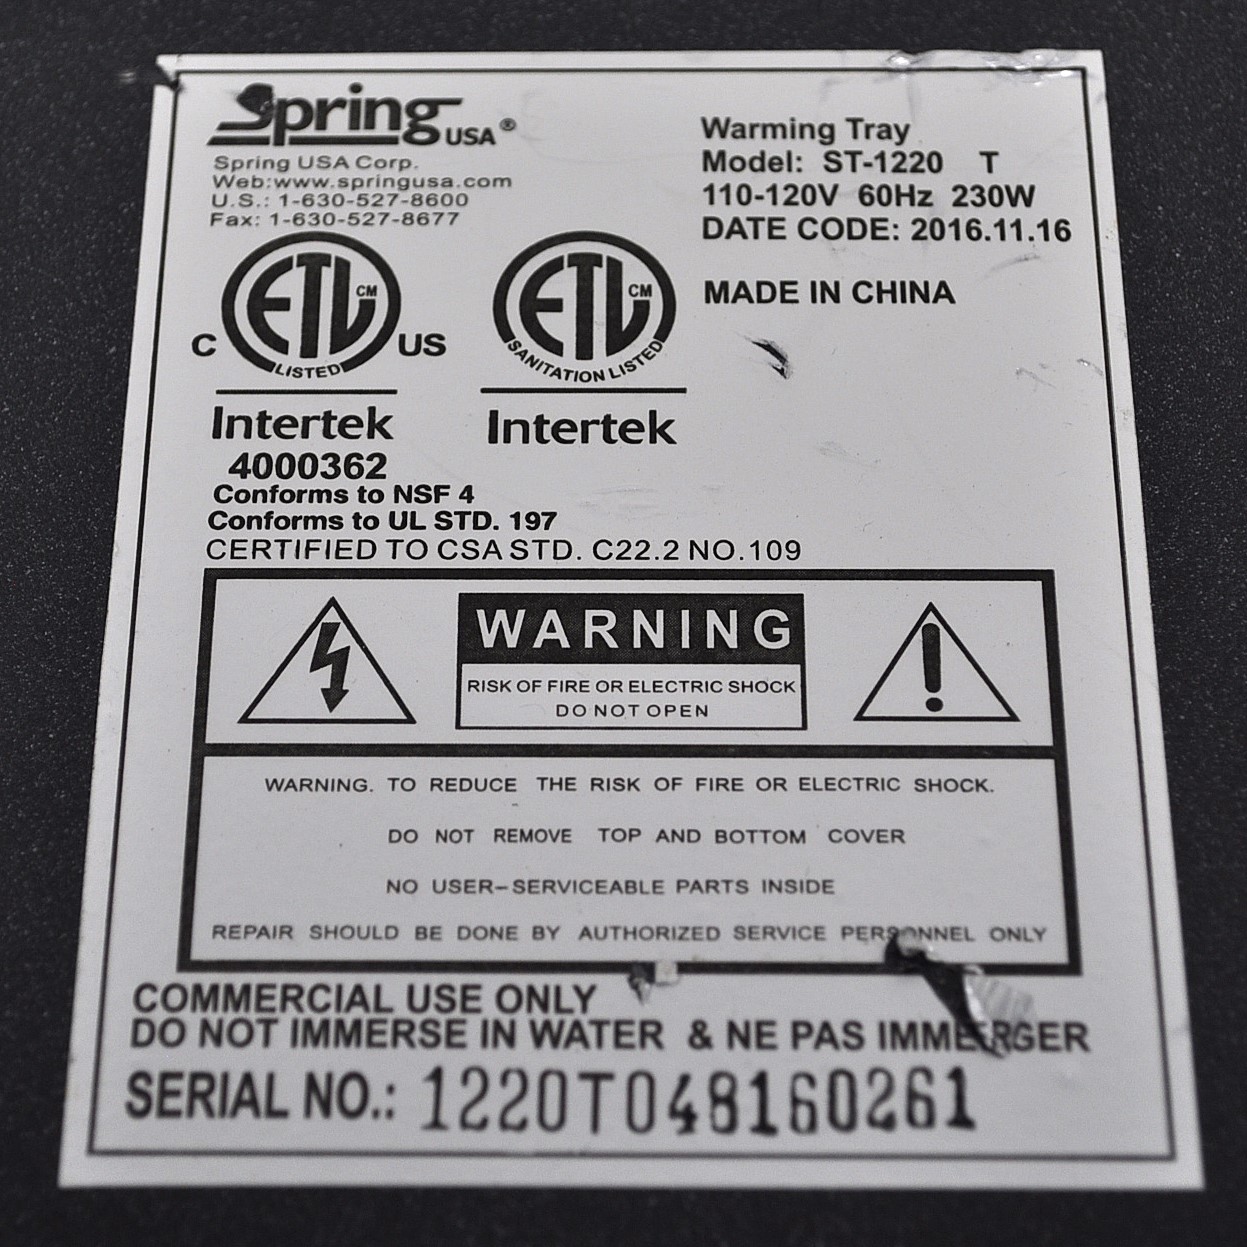 Spring USA®
Spring USA Corp.
Web:www.springusa.com
U.S.: 1-630-527-8600
Fax: 1-630-527-8677
Warming Tray
Model: ST-1220 T
110-120V 60Hz 230W
DATE CODE: 2016.11.16
MADE IN CHINA
C ETL CM US
LISTED
Intertek
4000362
ETL CM
SANITATION LISTED
Intertek
Conforms to NSF 4
Conforms to UL STD. 197
CERTIFIED TO CSA STD. C22.2 NO.109
WARNING
RISK OF FIRE OR ELECTRIC SHOCK
DO NOT OPEN
WARNING. TO REDUCE THE RISK OF FIRE OR ELECTRIC SHOCK.
DO NOT REMOVE TOP AND BOTTOM COVER
NO USER-SERVICEABLE PARTS INSIDE
REPAIR SHOULD BE DONE BY AUTHORIZED SERVICE PERSONNEL ONLY
COMMERCIAL USE ONLY
DO NOT IMMERSE IN WATER & NE PAS IMMERGER
SERIAL NO.: 1220T048160261